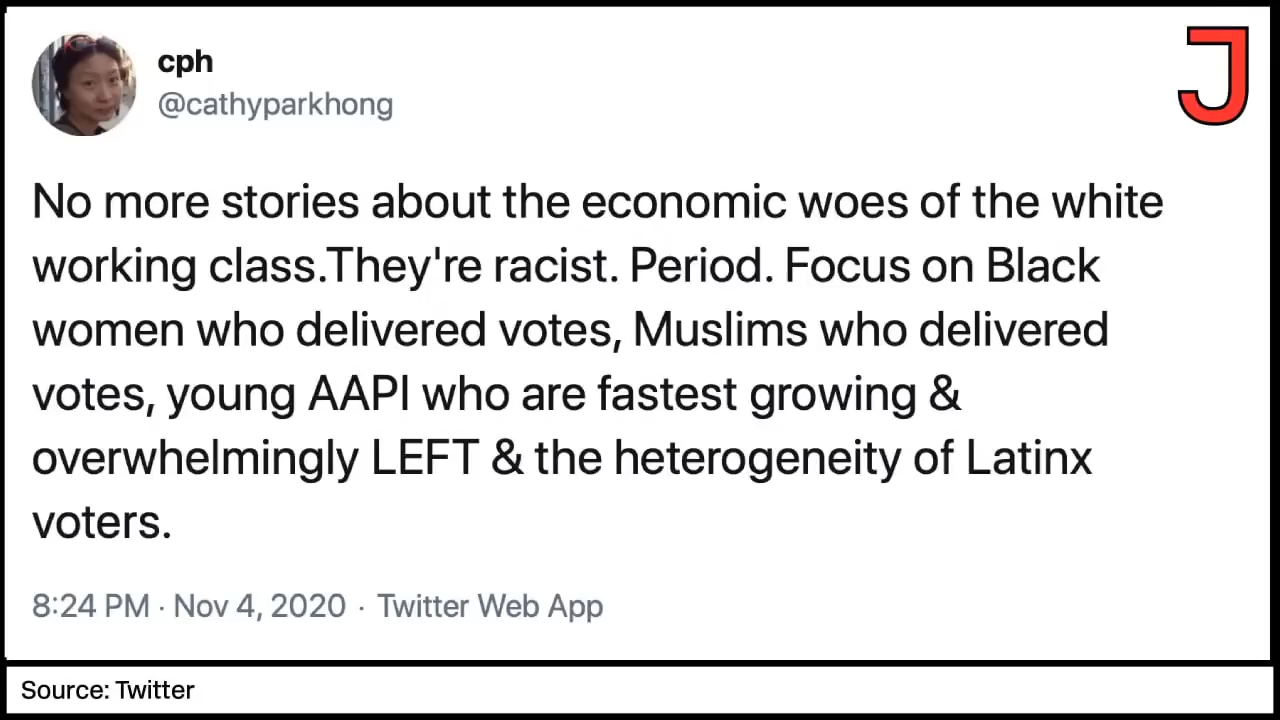 cph
J
@cathyparkhong
No more stories about the economic woes of the white
working class.They're racist. Period. Focus on Black
women who delivered votes, Muslims who delivered
votes, young AAPI who are fastest growing &
overwhelmingly LEFT & the heterogeneity of Latinx
voters.
8:24 PM · Nov 4, 2020 · Twitter Web App
Source: Twitter